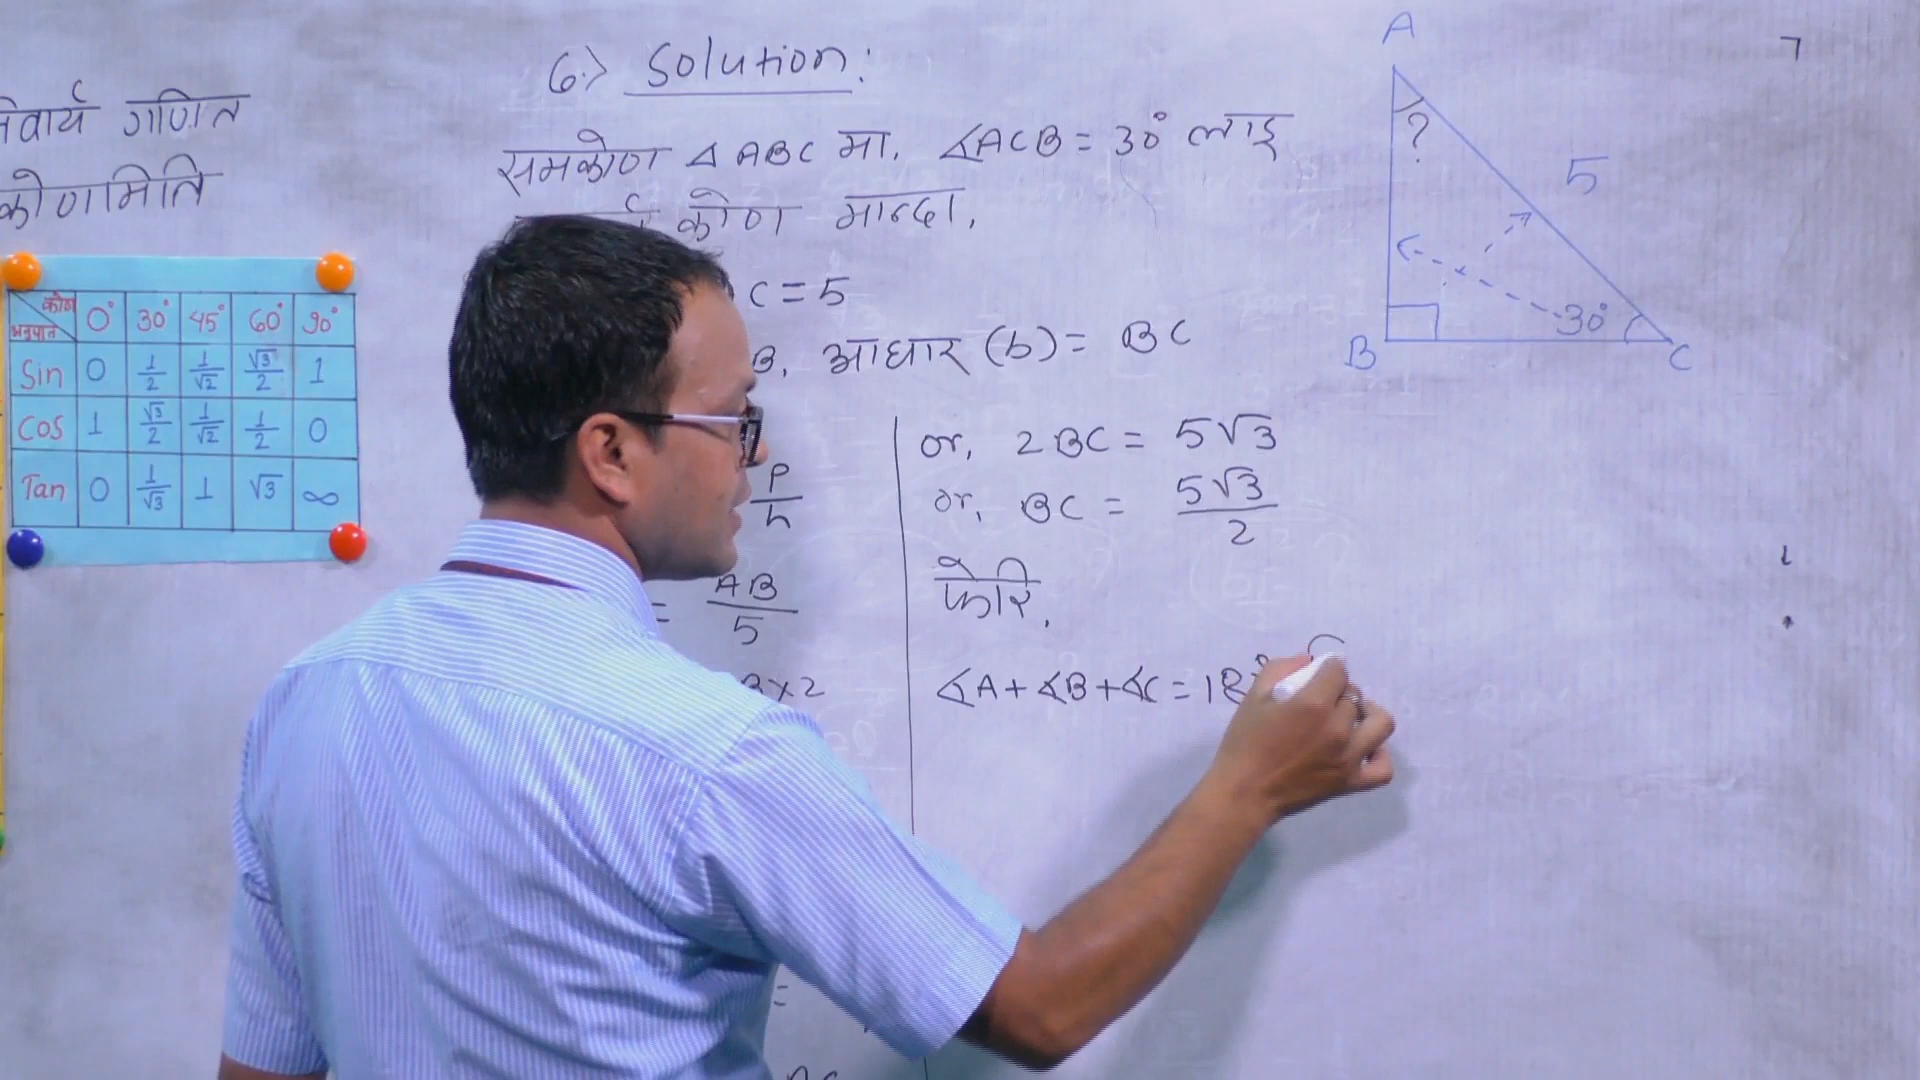 गणित
कोणमिति
कोण 0° 30° 45° 60° 90°
अनुपात
Sin 0 1/2 1/√2 √3/2 1
Cos 1 √3/2 1/√2 1/2 0
Tan 0 1/√3 1 √3 ∞
6.> Solution:
समकोण △ABC मा, ∠ACB = 30° लाइ
कोण मान्दा,
C = 5
B, आधार (b) = BC
P/h
= AB/5
×2
=
or, 2BC = 5√3
or, BC = 5√3/2
फेरि,
∠A + ∠B + ∠C = 18
A
?
5
30°
B
C